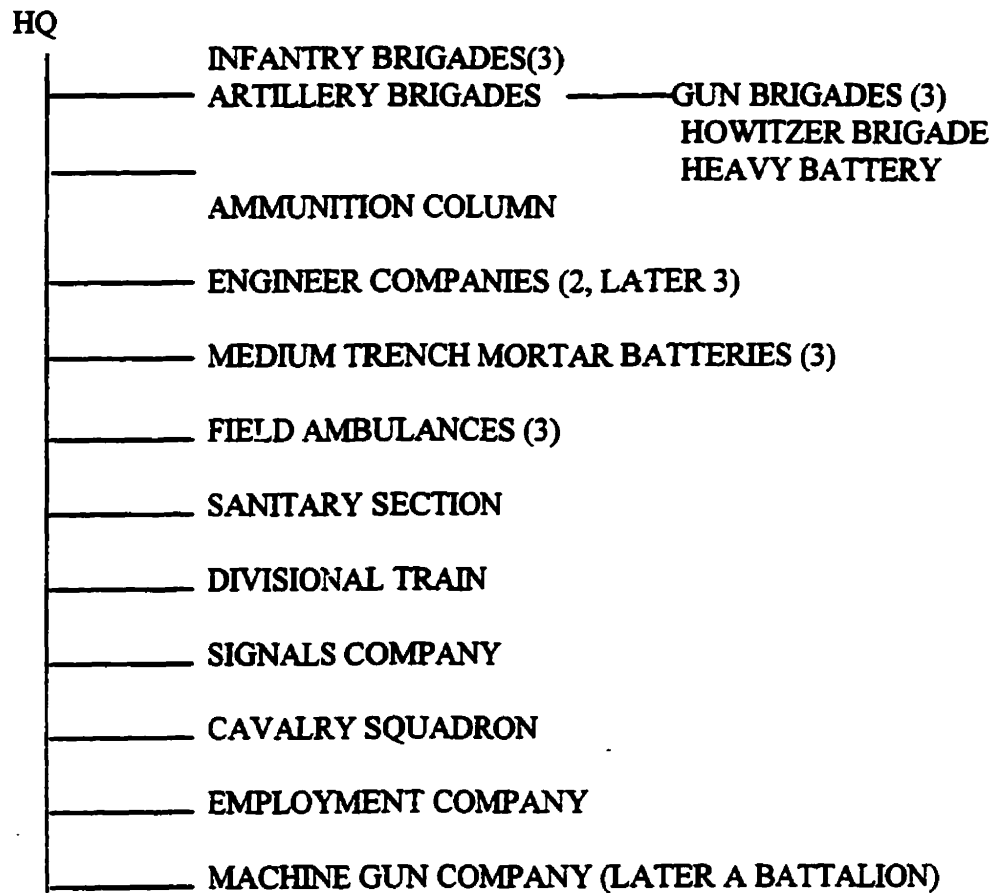 HQ
INFANTRY BRIGADES(3)
ARTILLERY BRIGADES GUN BRIGADES (3)
HOWITZER BRIGADE
HEAVY BATTERY
AMMUNITION COLUMN
ENGINEER COMPANIES (2, LATER 3)
MEDIUM TRENCH MORTAR BATTERIES (3)
FIELD AMBULANCES (3)
SANITARY SECTION
DIVISIONAL TRAIN
SIGNALS COMPANY
CAVALRY SQUADRON
EMPLOYMENT COMPANY
MACHINE GUN COMPANY (LATER A BATTALION)